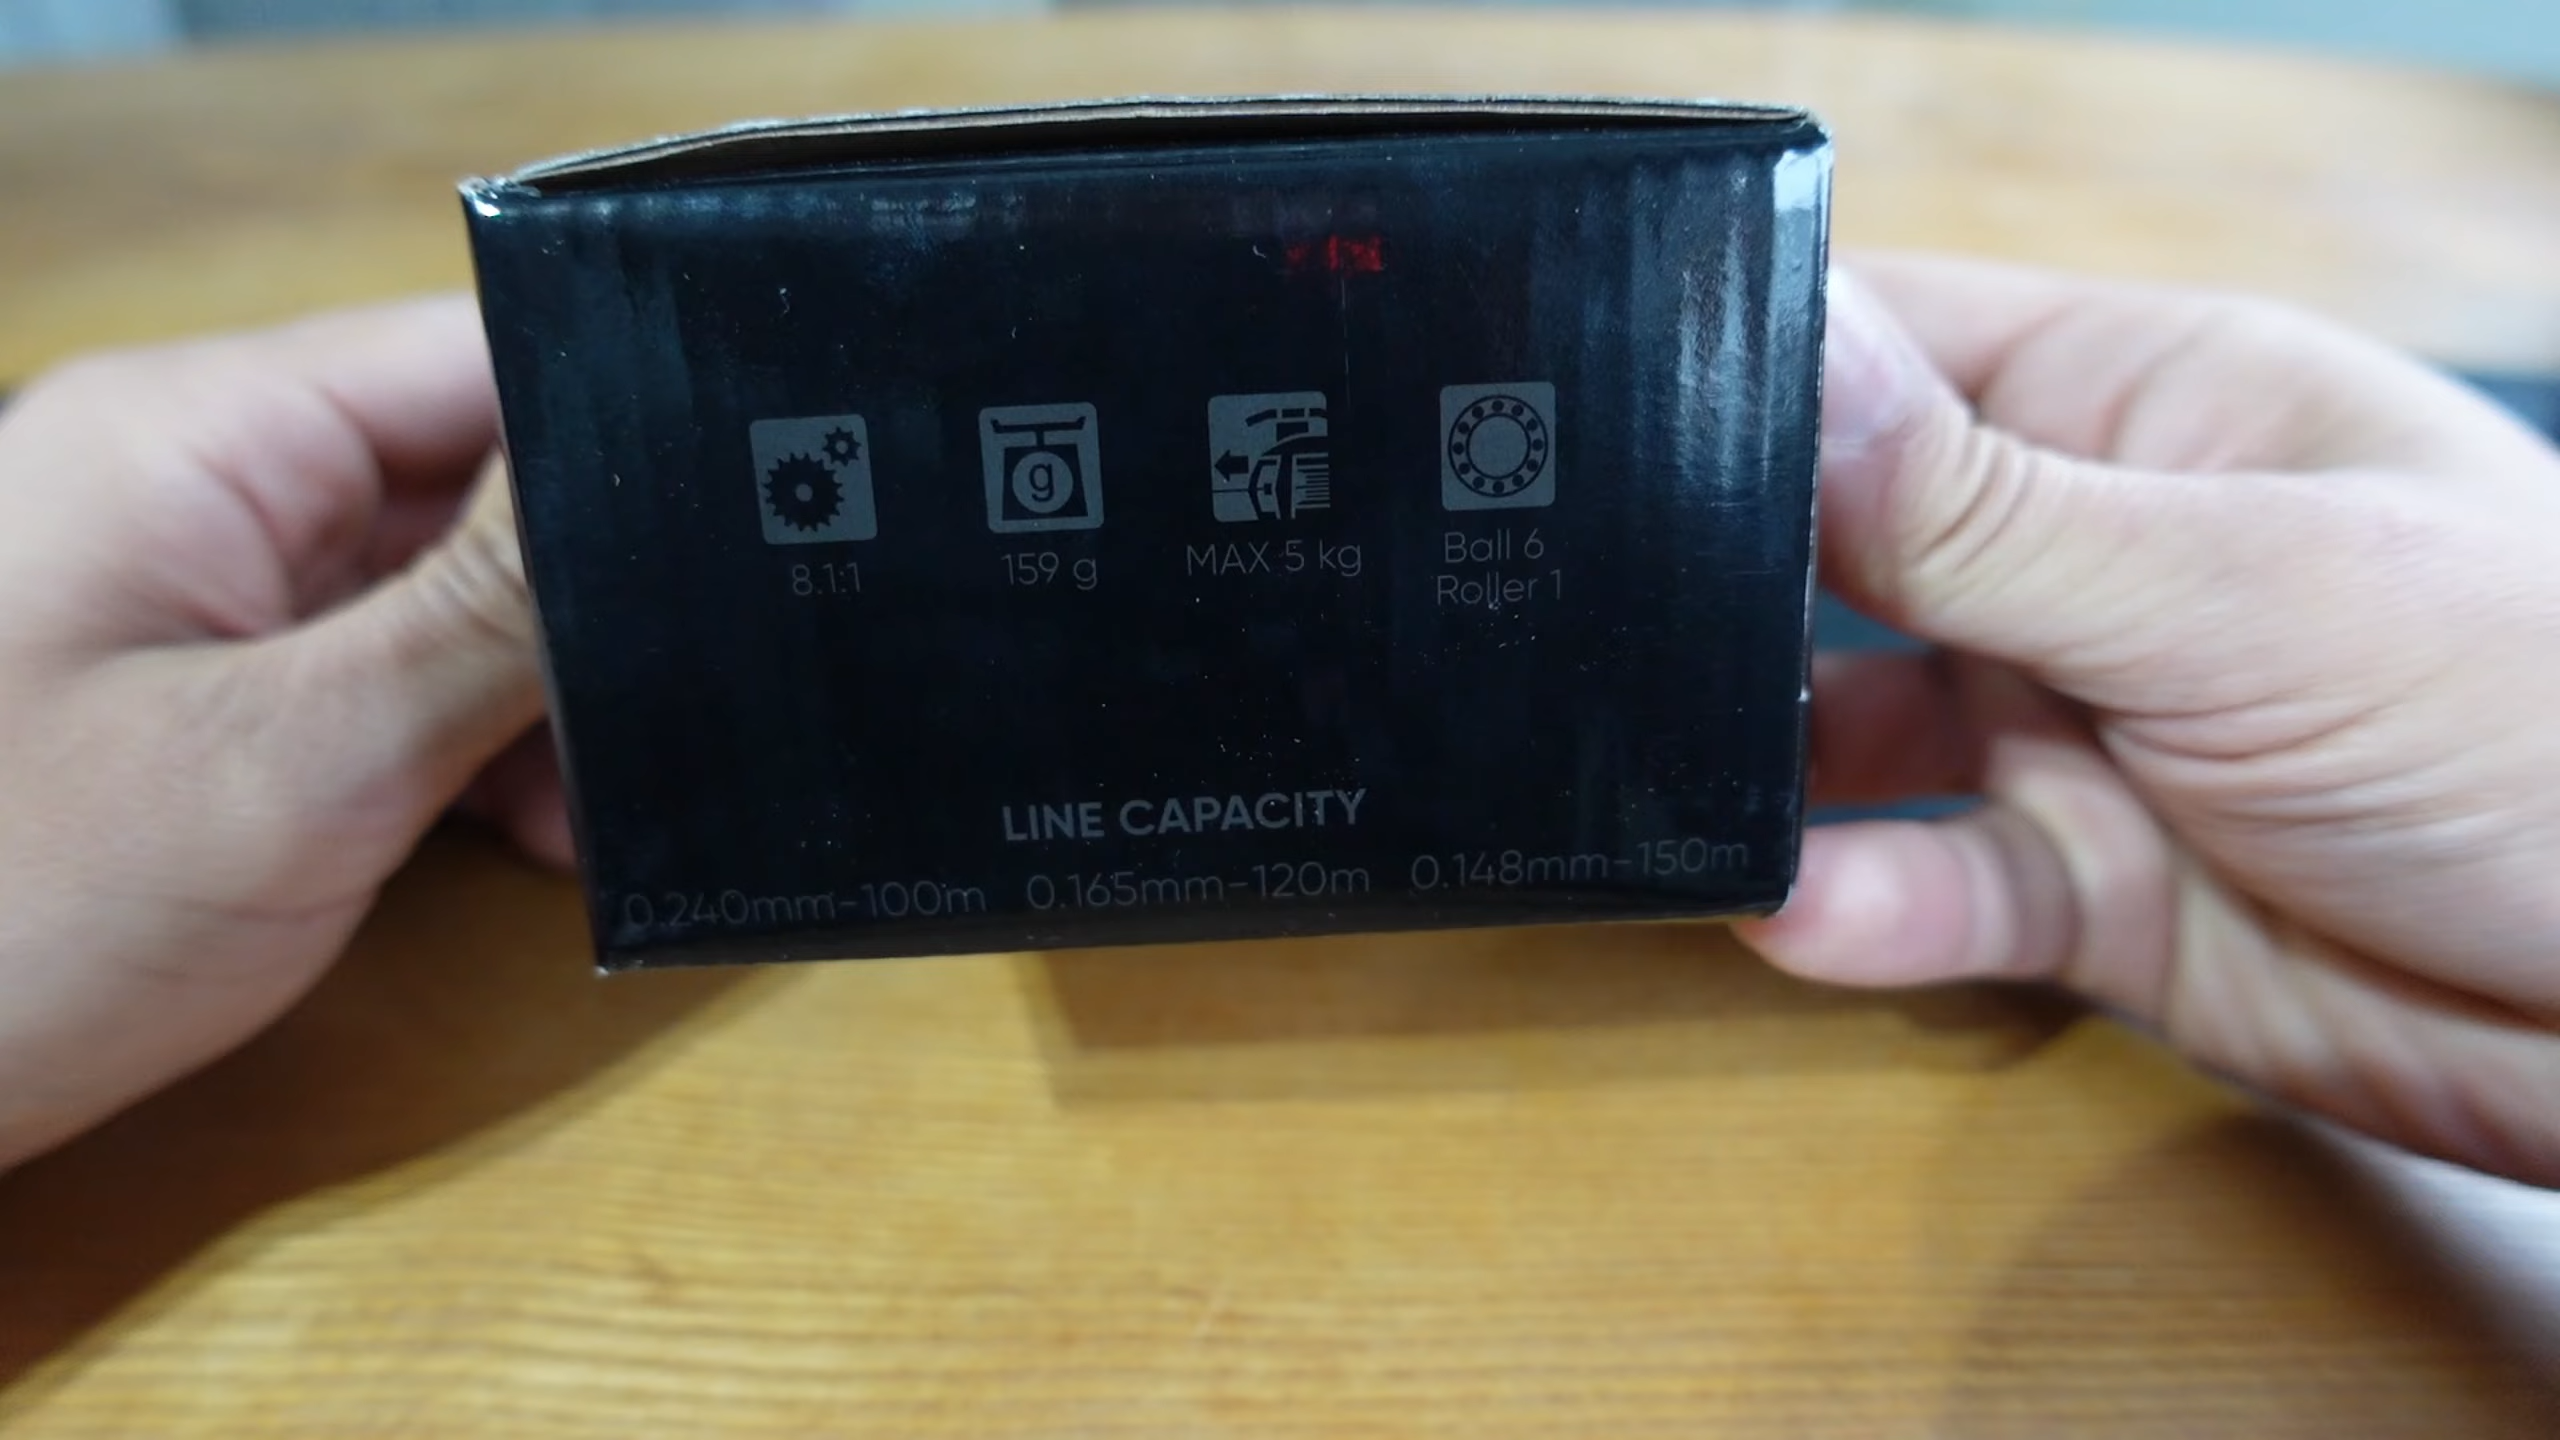 g
8.1:1
159 g
MAX 5 kg
Ball 6
Roller 1
LINE CAPACITY
0.240mm-100m 0.165mm-120m 0.148mm-150m